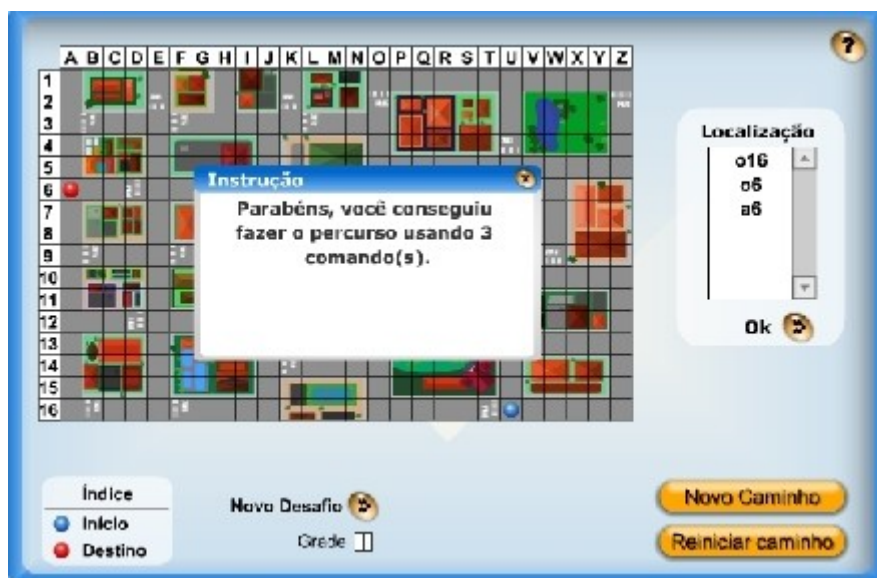 A B C D E F G H I J K L M N O P Q R S T U V W X Y Z
1
2
3
4
5
6
7
8
9
10
11
12
13
14
15
16
Instrução
Parabéns, você conseguiu
fazer o percurso usando 3
comando(s).
?
Localização
o16
o6
a6
Ok
Índice
Início
Destino
Novo Desafio
Grade
Novo Caminho
Reiniciar caminho